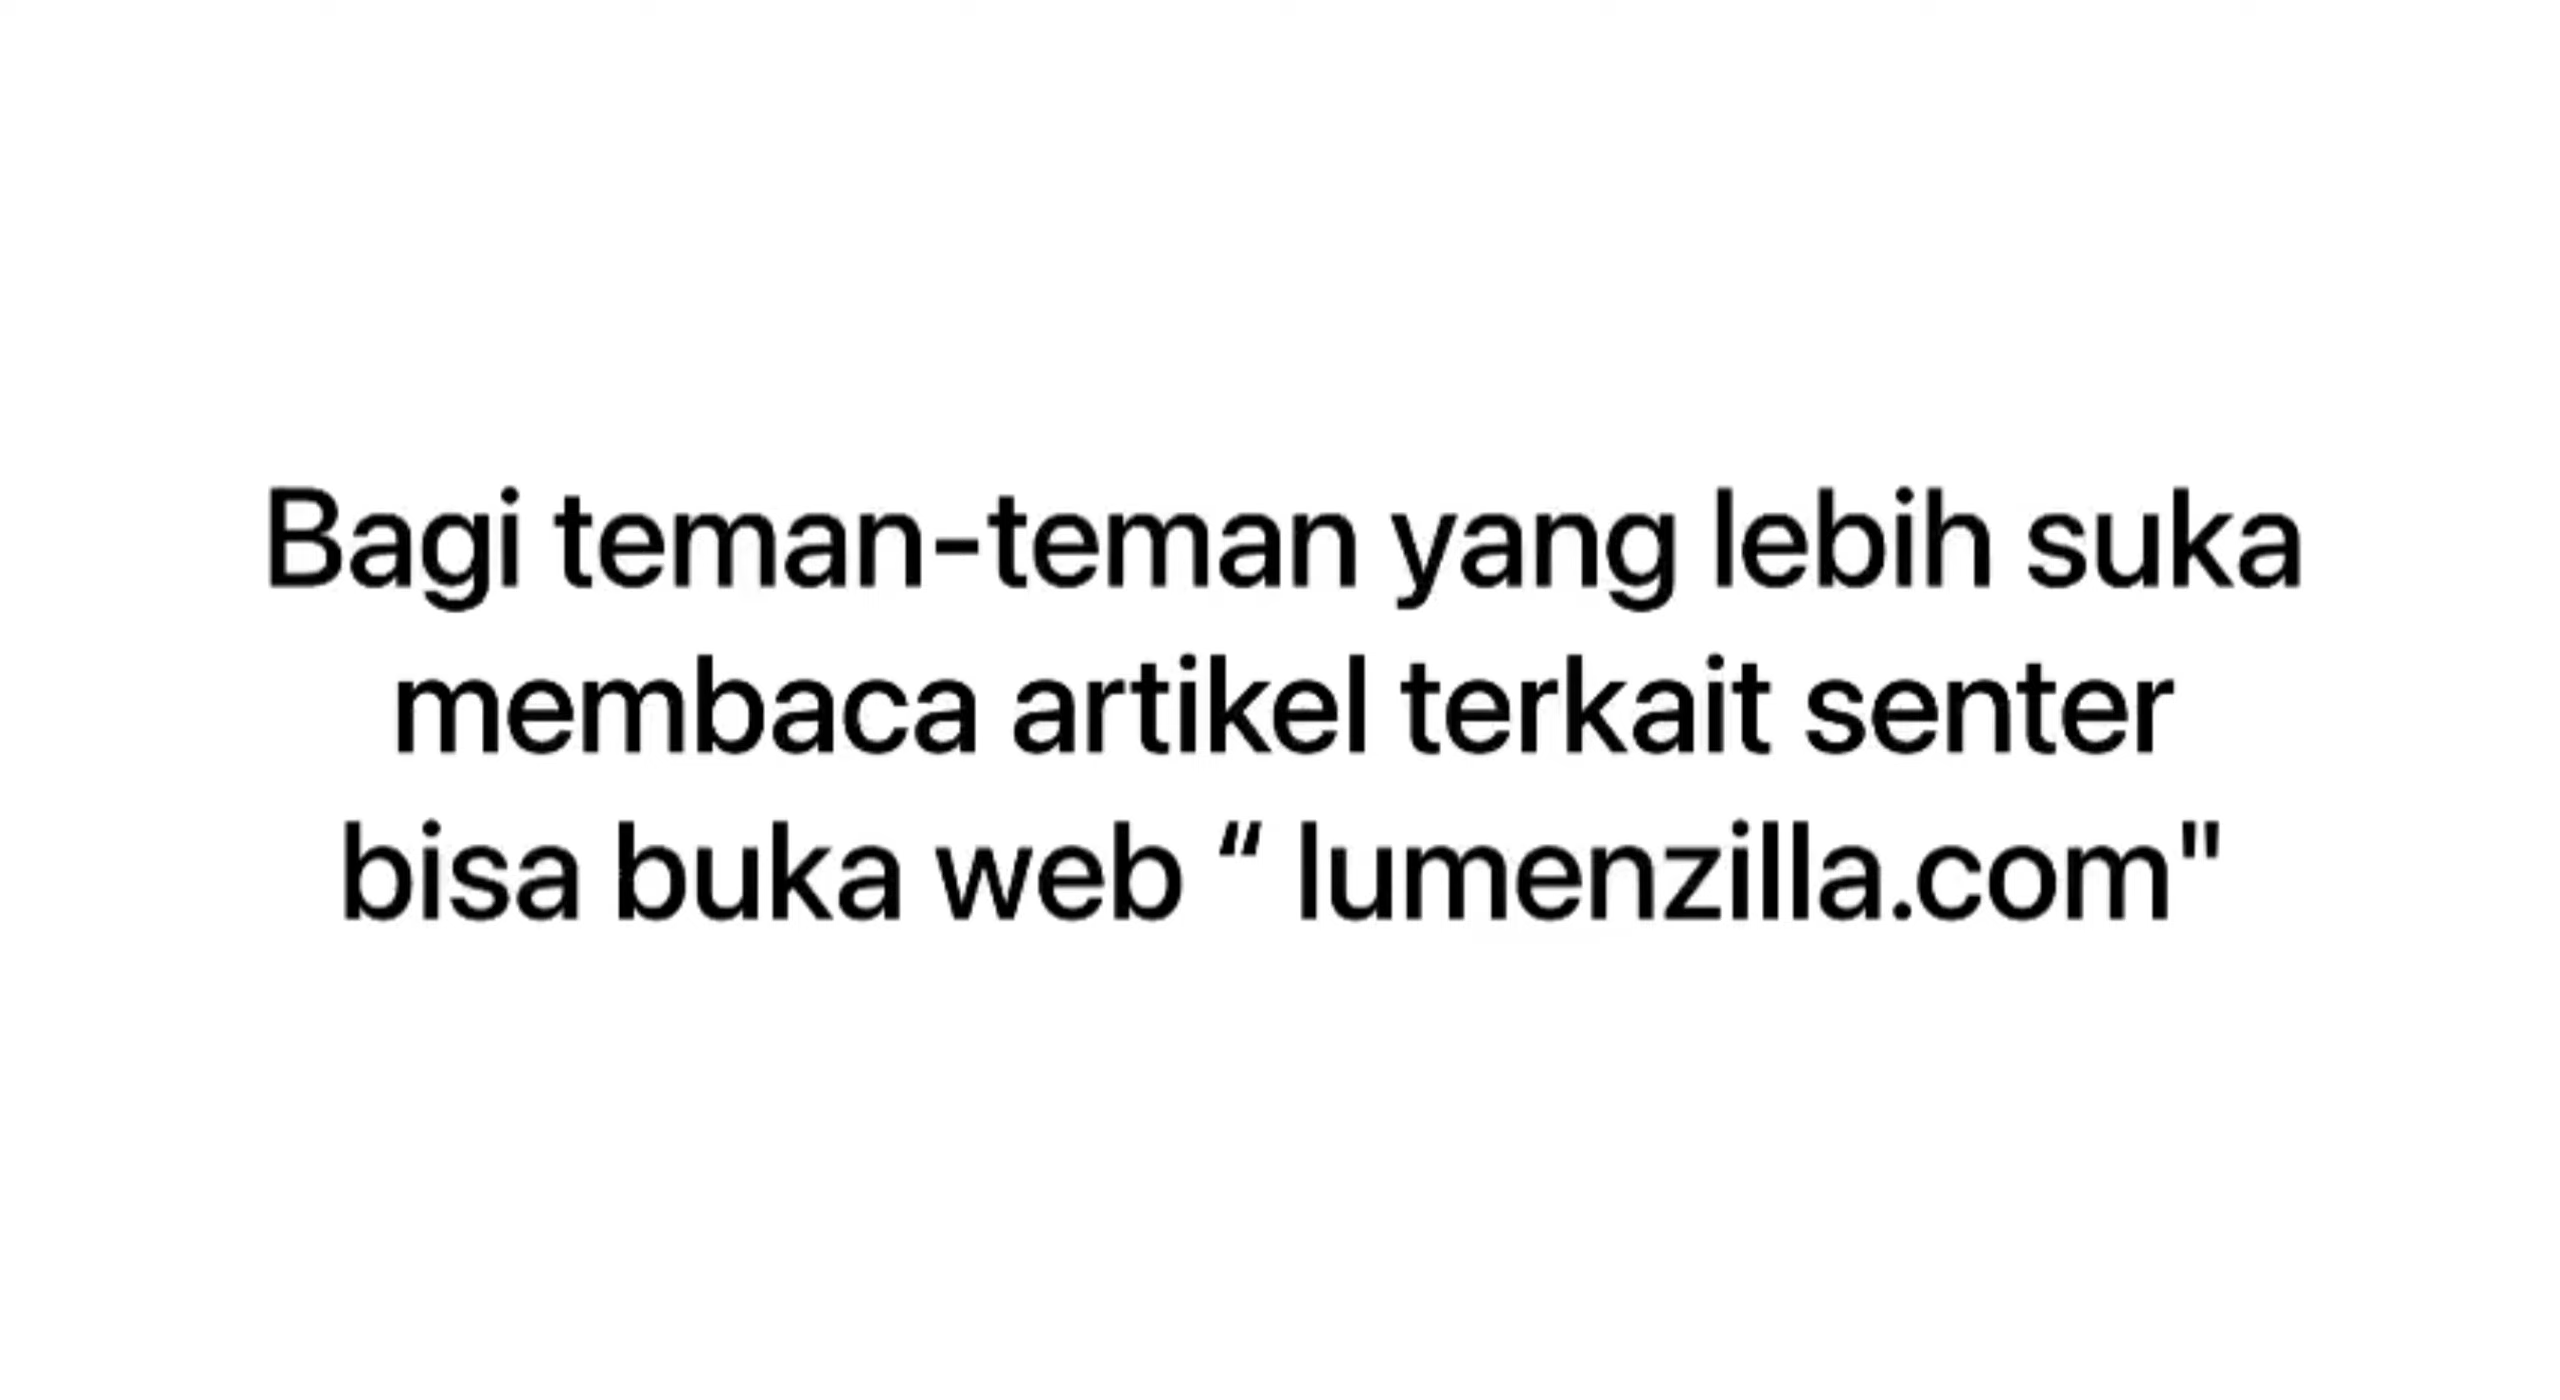 Bagi teman-teman yang lebih suka
membaca artikel terkait senter
bisa buka web “ lumenzilla.com"